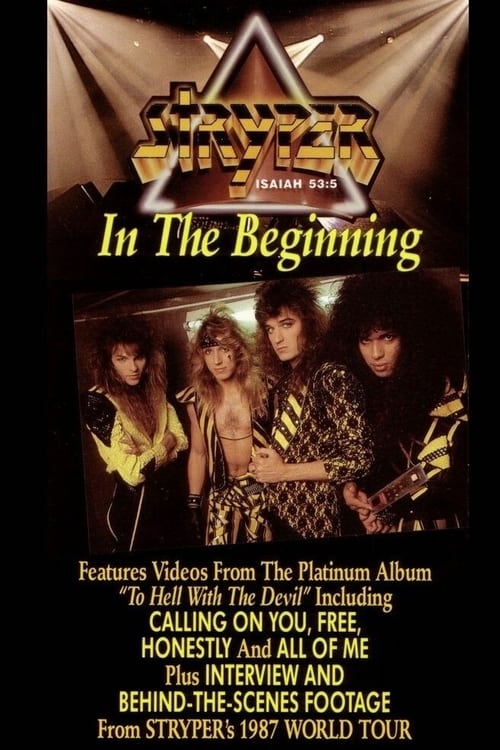 STRYPER
ISAIAH 53:5
In The Beginning
Features Videos From The Platinum Album
"To Hell With The Devil" Including
CALLING ON YOU, FREE,
HONESTLY And ALL OF ME
Plus INTERVIEW AND
BEHIND-THE-SCENES FOOTAGE
From STRYPER's 1987 WORLD TOUR